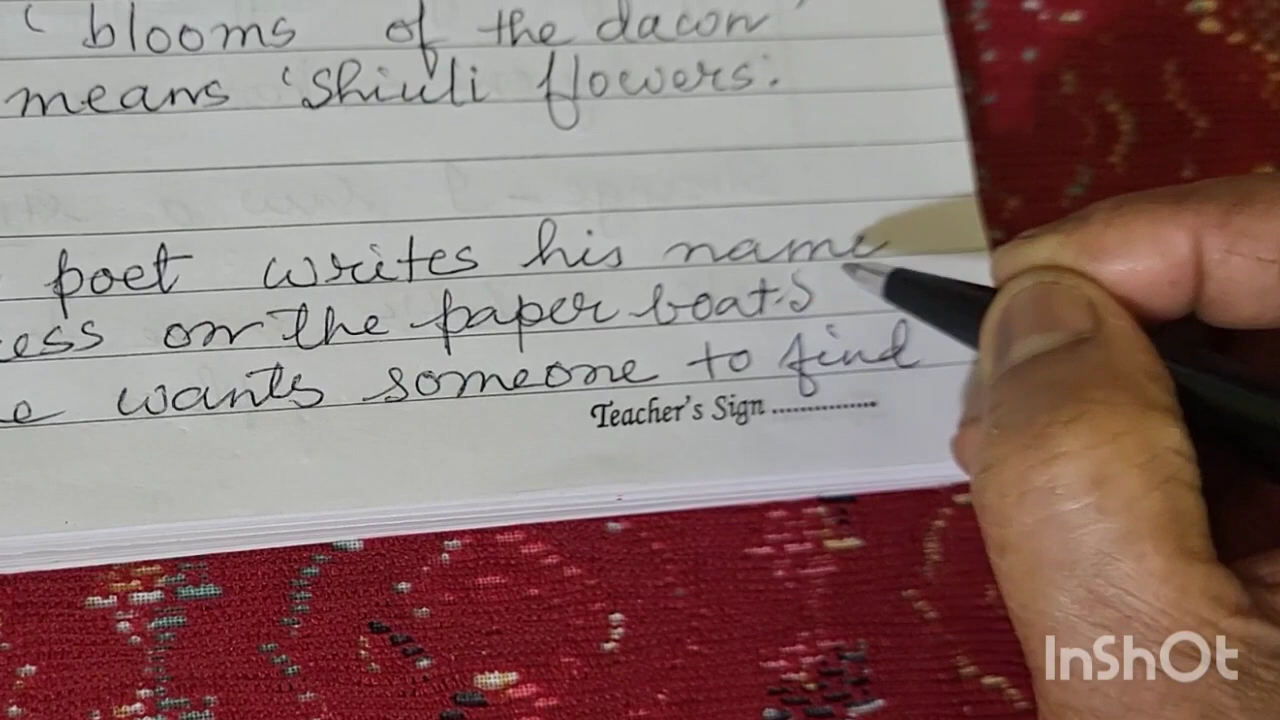 ‘ blooms of the dacon’
means ‘Shiuli flowers.’
poet writes his name
ess on the paper boats
e wants someone to find
Teacher's Sign ...............
InShOt